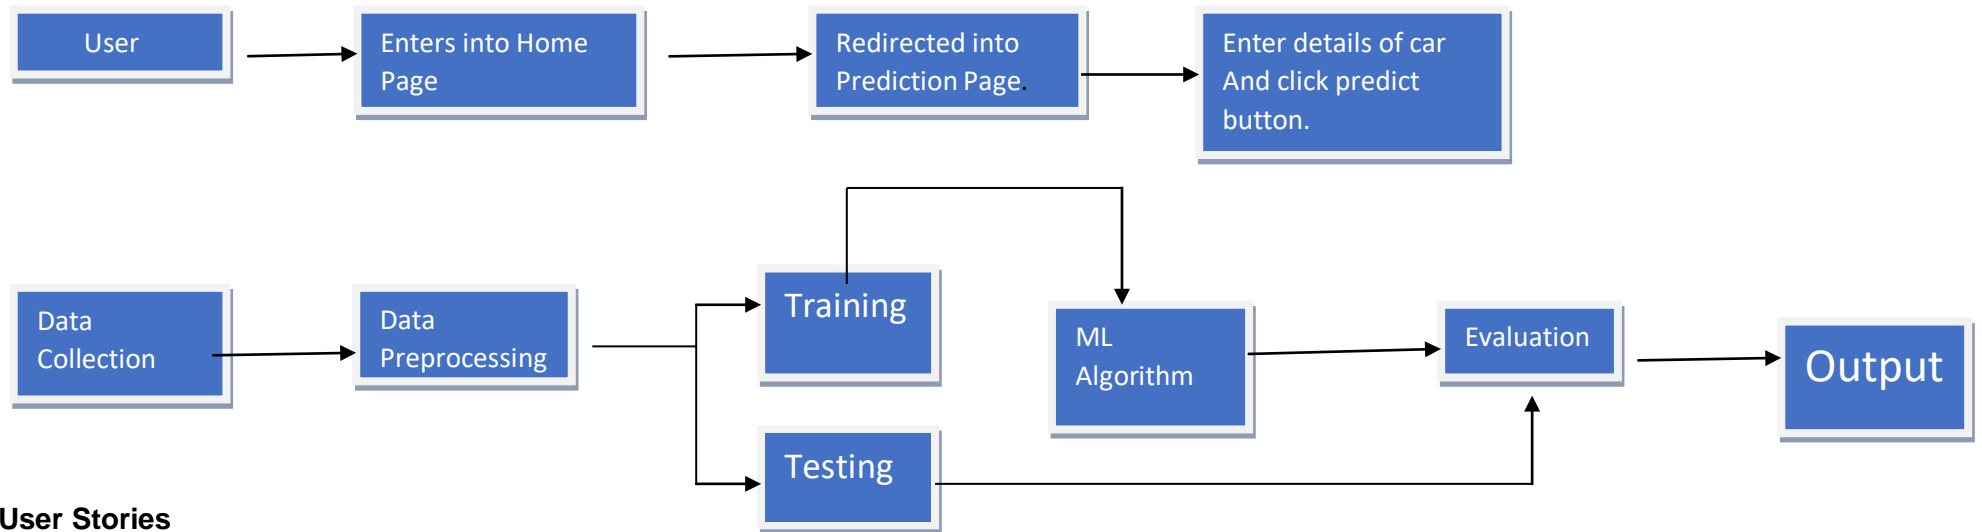 User
Enters into Home
Page
Redirected into
Prediction Page.
Enter details of car
And click predict
button.
Data
Collection
Data
Preprocessing
Training
Testing
ML
Algorithm
Evaluation
Output
User Stories